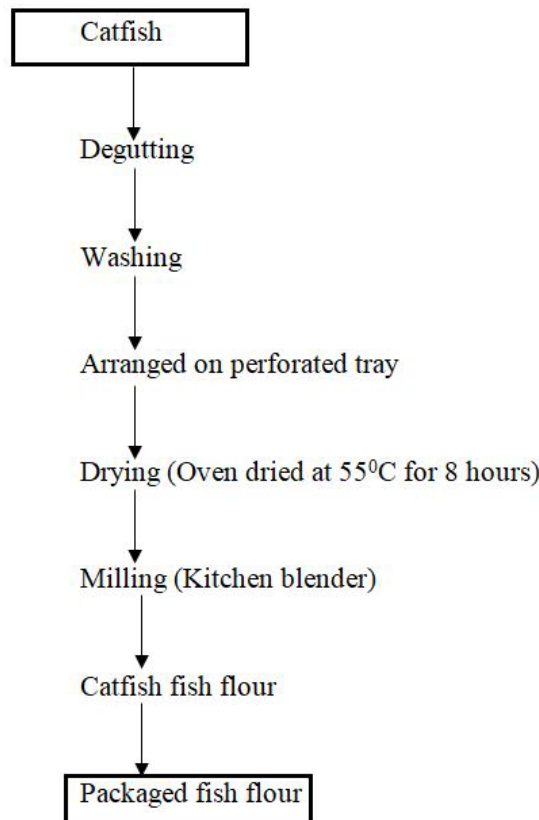 Catfish
Degutting
Washing
Arranged on perforated tray
Drying (Oven dried at 55⁰C for 8 hours)
Milling (Kitchen blender)
Catfish fish flour
Packaged fish flour